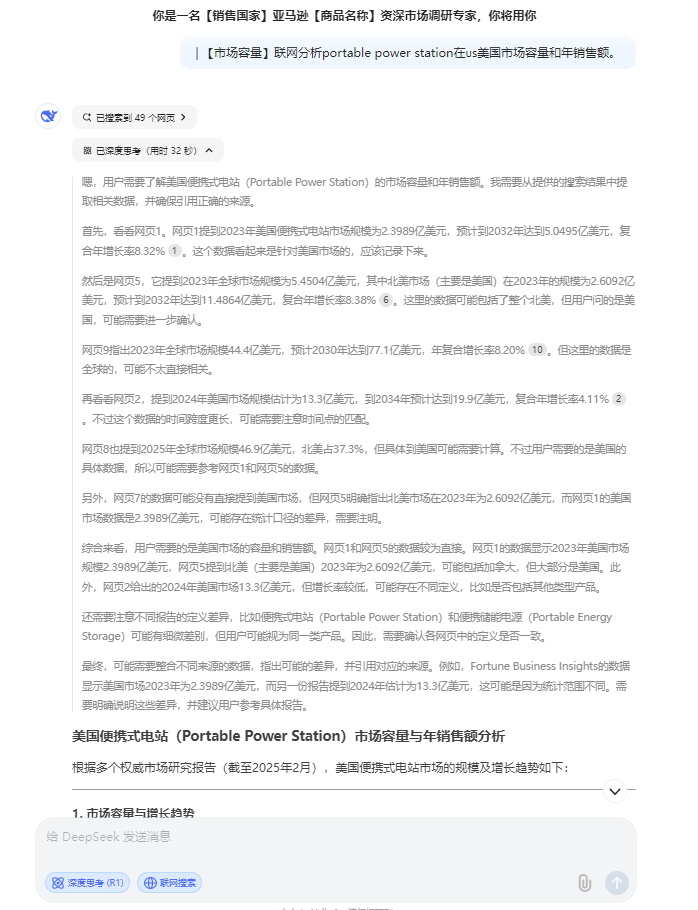 你是一名【销售国家】亚马逊【商品名称】资深市场调研专家，你将用你
| 【市场容量】联网分析portable power station在us美国市场容量和年销售额。
已搜索到 49 个网页
已深度思考（用时 32 秒）
嗯，用户需要了解美国便携式电站（Portable Power Station）的市场容量和年销售额。我需要从提供的搜索结果中提
取相关数据，并确保引用正确的来源。
首先，看看网页1。网页1提到2023年美国便携式电站市场规模为2.3989亿美元，预计到2032年达到5.0495亿美元，复
合年增长率8.32% 1 。这个数据看起来是针对美国市场的，应该记录下来。
然后是网页5，它提到2023年全球市场规模为5.4504亿美元，其中北美市场（主要是美国）在2023年的规模为2.6092亿
美元，预计到2032年达到11.4864亿美元，复合年增长率8.38% 6 。这里的数据可能包括了整个北美，但用户问的是美
国，可能需要进一步确认。
网页9指出2023年全球市场规模44.4亿美元，预计2030年达到77.1亿美元，年复合增长率8.20% 10 。但这里的数据是
全球的，可能不太直接相关。
再看看网页2，提到2024年美国市场规模估计为13.3亿美元，到2034年预计达到19.9亿美元，复合年增长率4.11% 2
。不过这个数据的时间跨度更长，可能需要注意时间点的匹配。
网页8也提到2025年全球市场规模46.9亿美元，北美占37.3%，但具体到美国可能需要计算。不过用户需要的是美国的
具体数据，所以可能需要参考网页1和网页5的数据。
另外，网页7的数据可能没有直接提到美国市场，但网页5明确指出北美市场在2023年为2.6092亿美元，而网页1的美国
市场数据是2.3989亿美元，可能存在统计口径的差异，需要注明。
综合来看，用户需要的是美国市场的容量和销售额。网页1和网页5的数据较为直接。网页1的数据显示2023年美国市场
规模2.3989亿美元，网页5提到北美（主要是美国）2023年为2.6092亿美元，可能包括加拿大，但大部分是美国。此
外，网页2给出的2024年美国市场13.3亿美元，但增长率较低，可能存在不同定义，比如是否包括其他类型产品。
还需要注意不同报告的定义差异，比如便携式电站（Portable Power Station）和便携储能电源（Portable Energy
Storage）可能有细微差别，但用户可能视为同一类产品。因此，需要确认各网页中的定义是否一致。
最终，可能需要整合不同来源的数据，指出可能的差异，并引用对应的来源。例如，Fortune Business Insights的数据
显示美国市场2023年为2.3989亿美元，而另一份报告提到2024年估计为13.3亿美元，这可能是因为统计范围不同。需
要明确说明这些差异，并建议用户参考具体报告。
美国便携式电站（Portable Power Station）市场容量与年销售额分析
根据多个权威市场研究报告（截至2025年2月），美国便携式电站市场的规模及增长趋势如下：
1. 市场容量与增长趋势
给 DeepSeek 发送消息
深度思考 (R1) 联网搜索